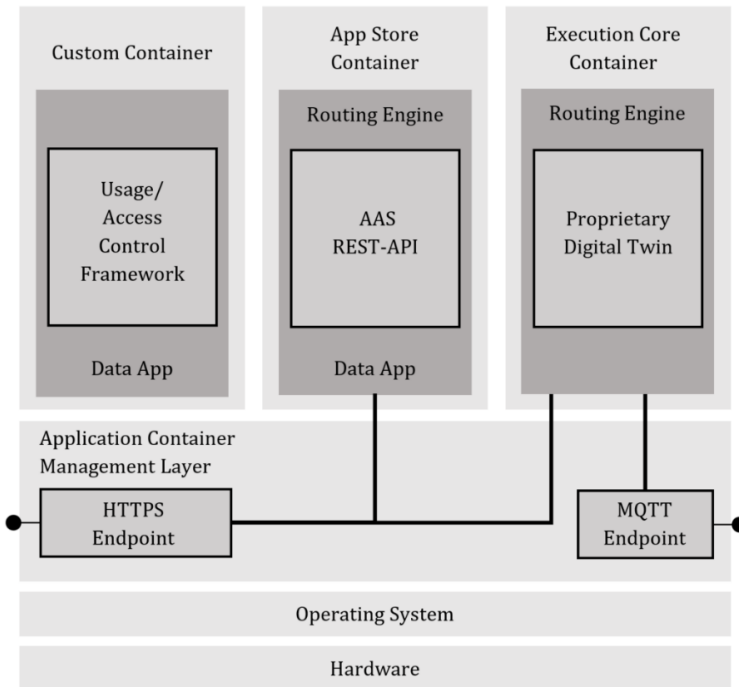 Custom Container
Usage/
Access
Control
Framework
Data App
App Store
Container
Routing Engine
AAS
REST-API
Data App
Execution Core
Container
Routing Engine
Proprietary
Digital Twin
Application Container
Management Layer
HTTPS
Endpoint
MQTT
Endpoint
Operating System
Hardware